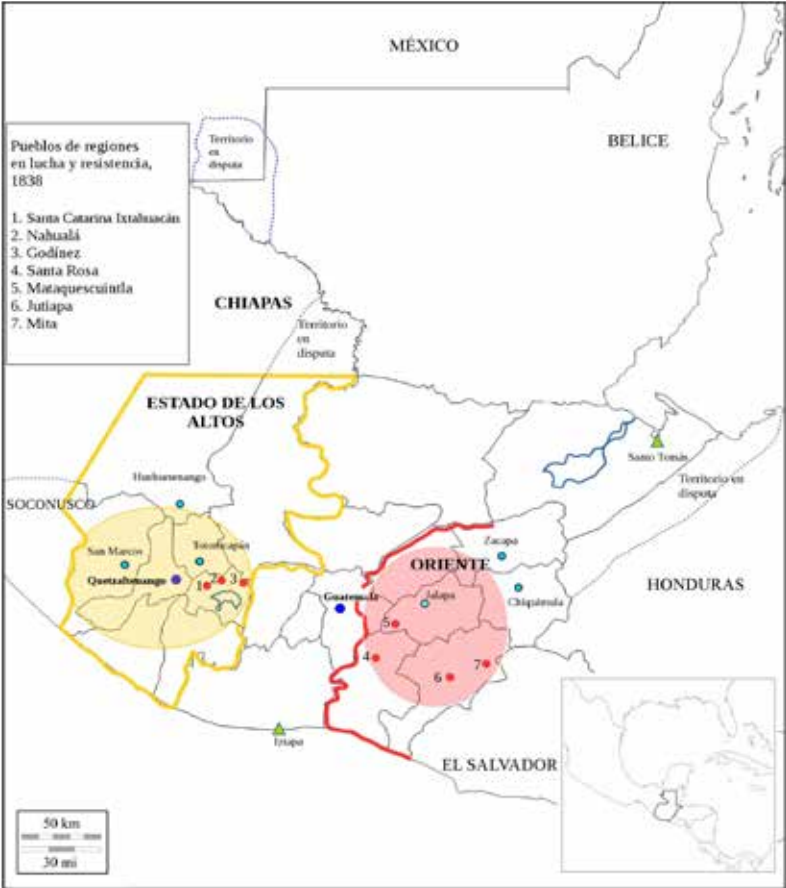 MÉXICO
BELICE
Territorio
en
disputa
Pueblos de regiones
en lucha y resistencia,
1838
1. Santa Catarina Ixtahuacán
2. Nahualá
3. Godínez
4. Santa Rosa
5. Mataquescuintla
6. Jutiapa
7. Mita
CHIAPAS
Territorio
en
disputa
ESTADO DE LOS
ALTOS
Santo Tomás
Huehuetenango
Territorio en
disputa
SOCONUSCO
Zacapa
San Marcos
Totonicapán
ORIENTE
HONDURAS
Quetzaltenango
1
2
3
Guatemala
Jalapa
Chiquimula
5
4
7
6
Iztapa
EL SALVADOR
50 km
30 mi